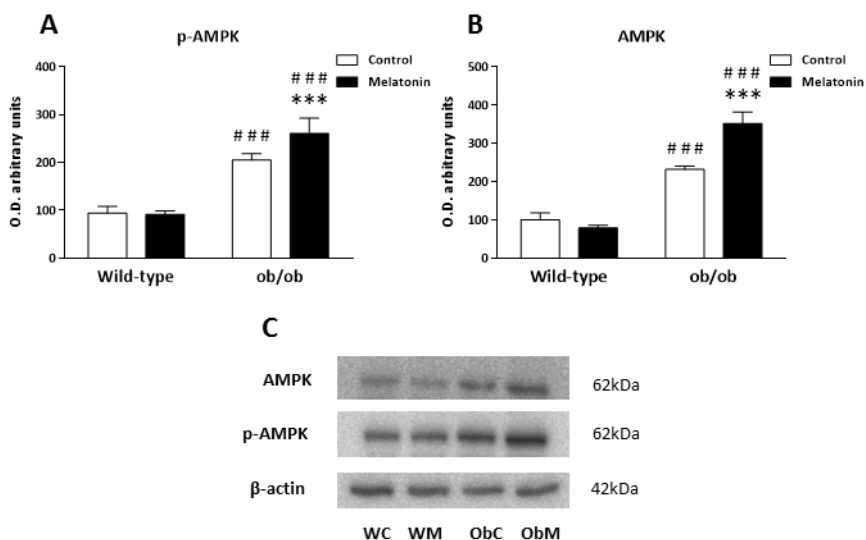 A
p-AMPK
Control
Melatonin
O.D. arbitrary units
400
300
200
100
0
# # #
# # #
***
Wild-type
ob/ob
B
AMPK
Control
Melatonin
O.D. arbitrary units
500
400
300
200
100
0
# # #
# # #
***
Wild-type
ob/ob
C
AMPK
62kDa
p-AMPK
62kDa
β-actin
42kDa
WC WM ObC ObM